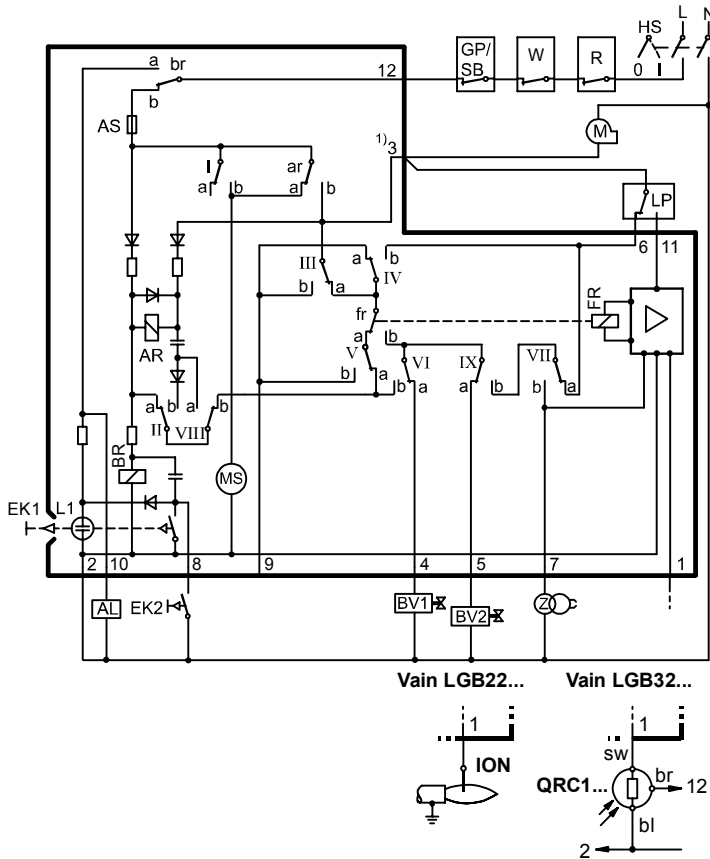 HS L N
GP/
SB
W
R
0 I
a br
12
b
AS
M
1)
3
I
ar
a b a b
LP
6 11
III
a b
IV
b a
fr
FR
a b
V
VI
IX
VII
AR
b a b a a b b a
a b a b
II VIII
BR
MS
EK1 L1
2 10 8 9 4 5 7 1
AL
EK2
BV1
BV2
Z
Vain LGB22... Vain LGB32...
1
ION
1
sw
QRC1...
br
12
bl
2